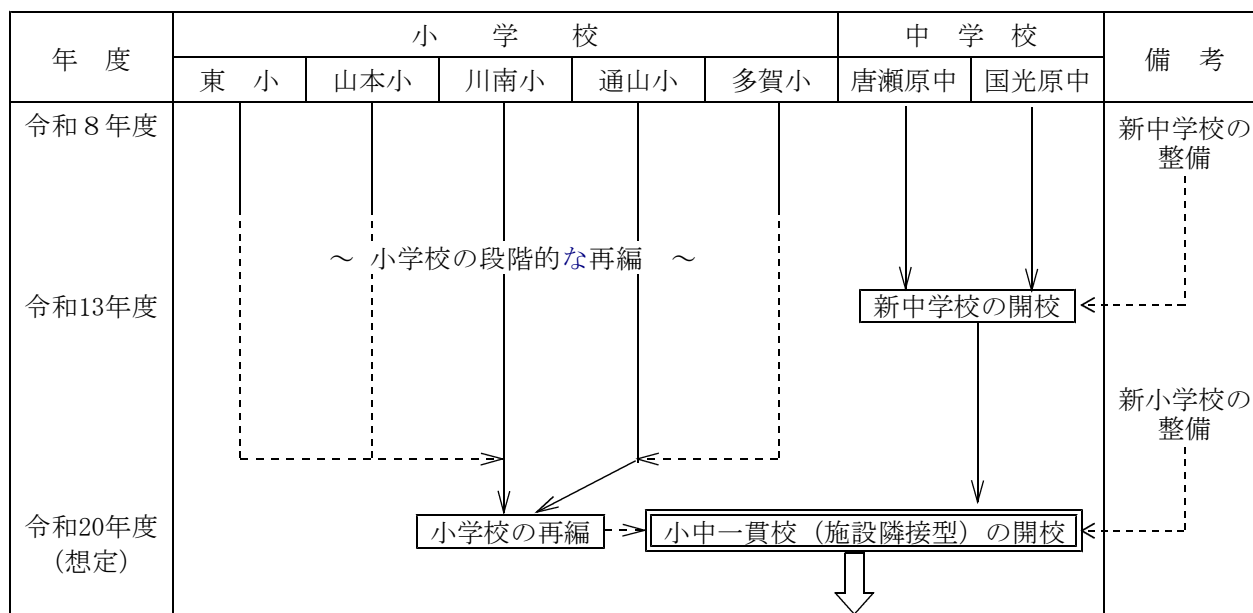 年　度
小　　学　　校
中　学　校
備　考
東　小
山本小
川南小
通山小
多賀小
唐瀬原中
国光原中
令和８年度
新中学校の
整備
～ 小学校の段階的な再編 ～
令和13年度
新中学校の開校
新小学校の
整備
令和20年度
（想定）
小学校の再編
小中一貫校（施設隣接型）の開校